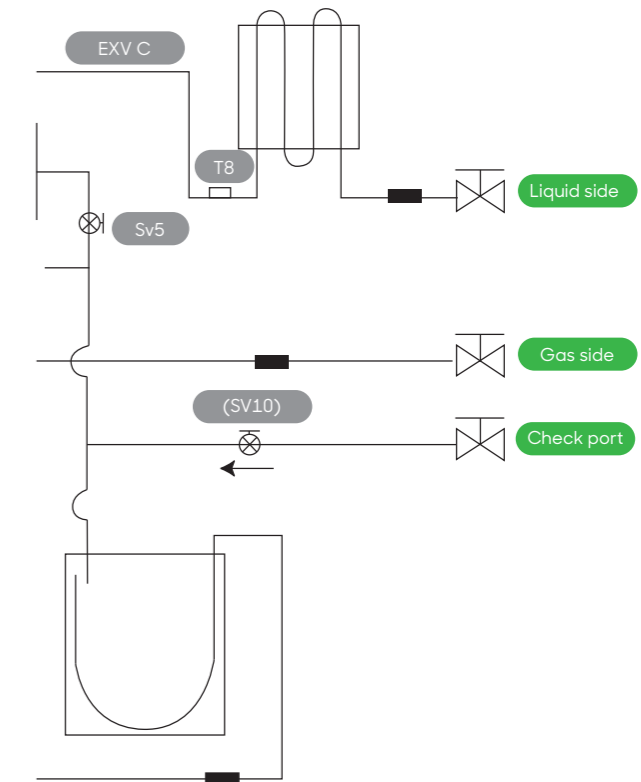 EXV C
T8
Liquid side
Sv5
Gas side
(SV10)
Check port